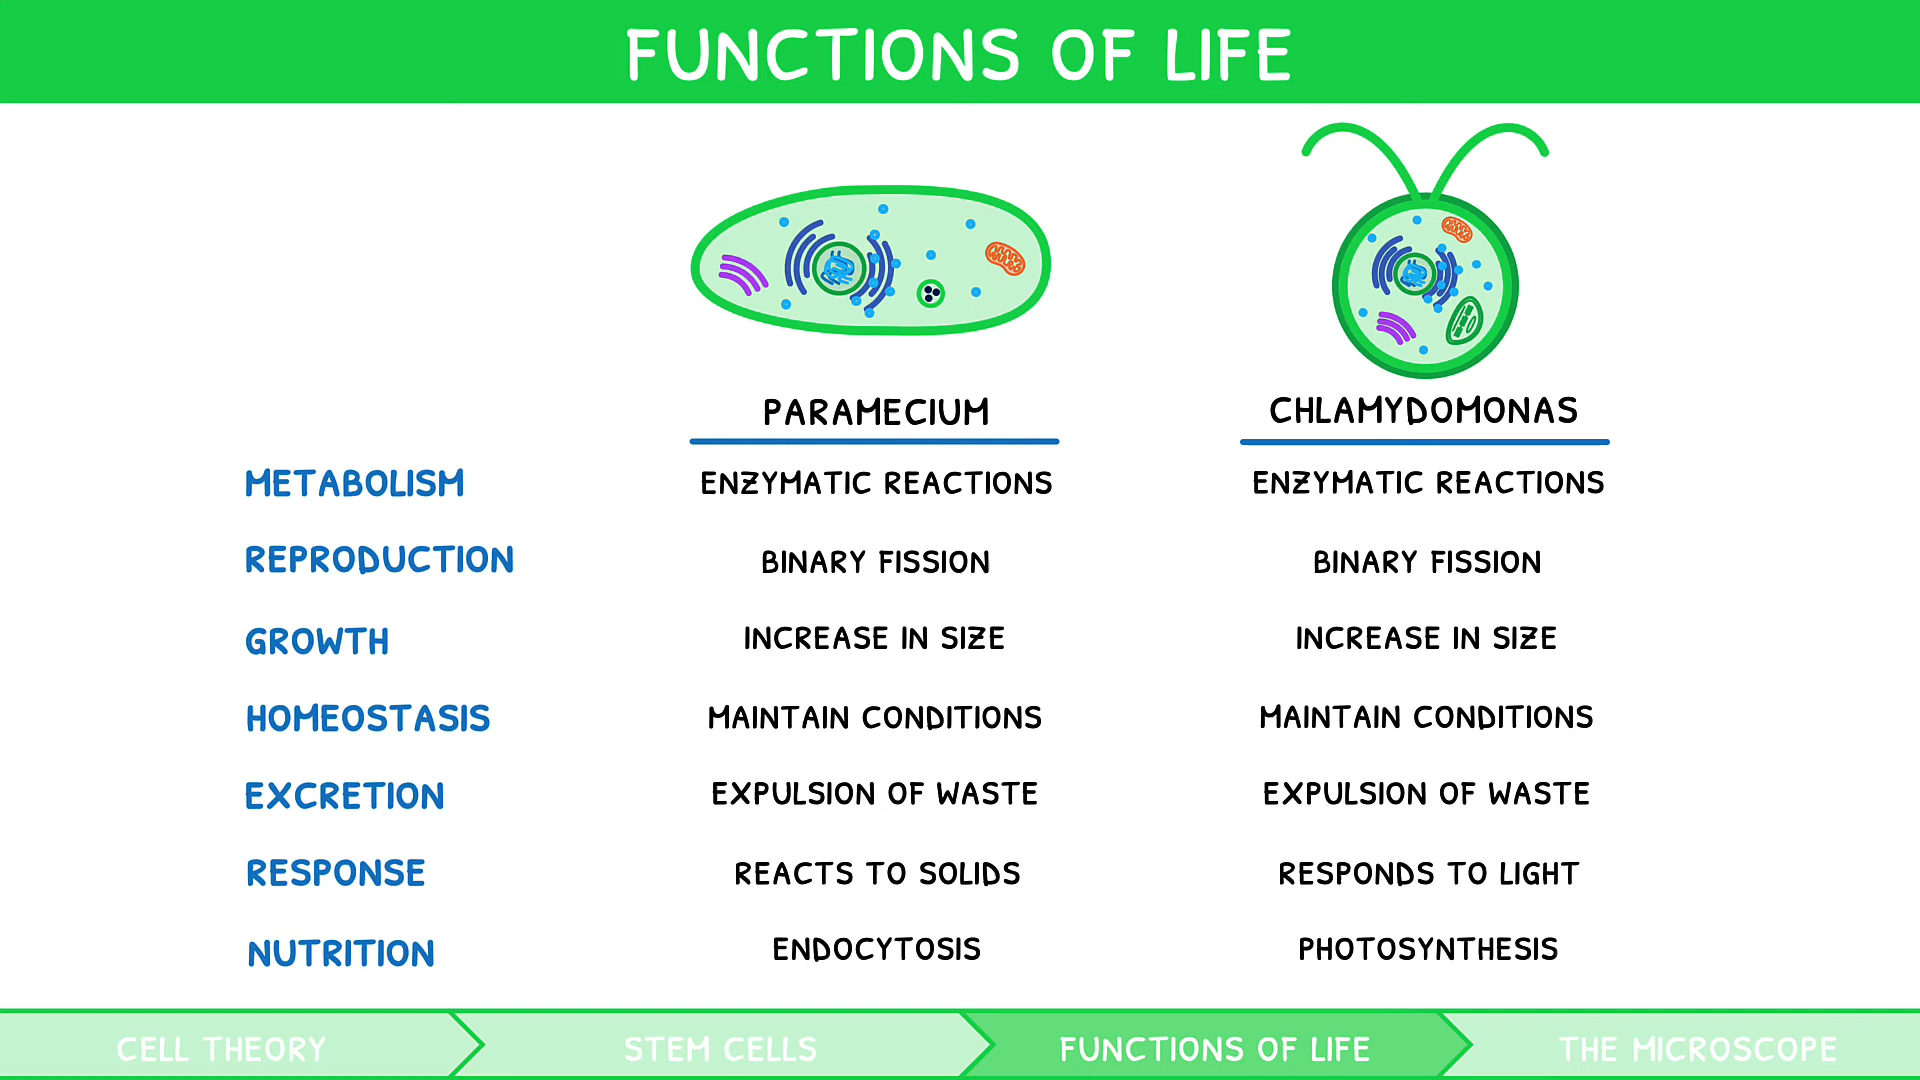 FUNCTIONS OF LIFE
PARAMECIUM CHLAMYDOMONAS
METABOLISM ENZYMATIC REACTIONS ENZYMATIC REACTIONS
REPRODUCTION BINARY FISSION BINARY FISSION
GROWTH INCREASE IN SIZE INCREASE IN SIZE
HOMEOSTASIS MAINTAIN CONDITIONS MAINTAIN CONDITIONS
EXCRETION EXPULSION OF WASTE EXPULSION OF WASTE
RESPONSE REACTS TO SOLIDS RESPONDS TO LIGHT
NUTRITION ENDOCYTOSIS PHOTOSYNTHESIS
CELL THEORY STEM CELLS FUNCTIONS OF LIFE THE MICROSCOPE